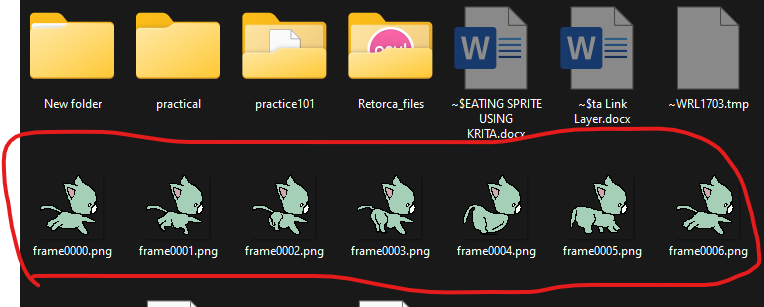 New folder
practical
practice101
Retorca_files
~$EATING SPRITE
USING
KRITA.docx
~$ta Link
Layer.docx
~WRL1703.tmp
W
W
osu!
frame0000.png
frame0001.png
frame0002.png
frame0003.png
frame0004.png
frame0005.png
frame0006.png